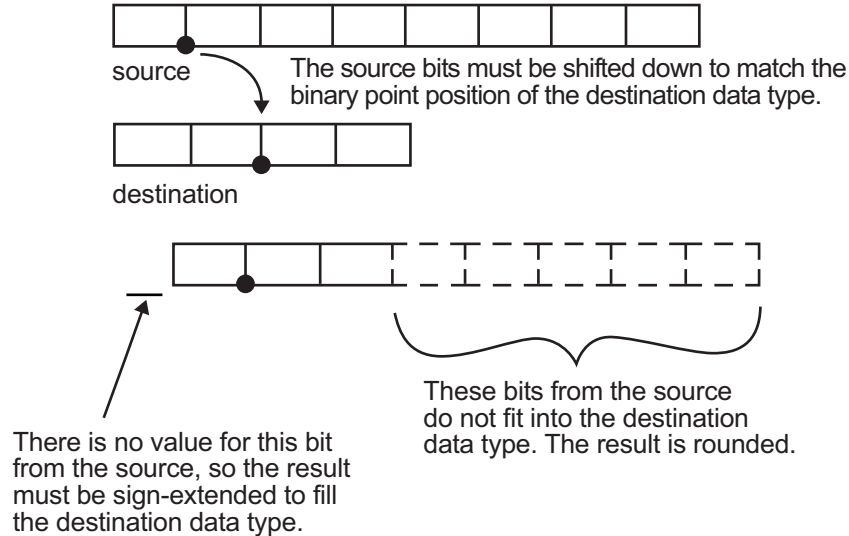 source
The source bits must be shifted down to match the
binary point position of the destination data type.
destination
These bits from the source
do not fit into the destination
data type. The result is rounded.
There is no value for this bit
from the source, so the result
must be sign-extended to fill
the destination data type.